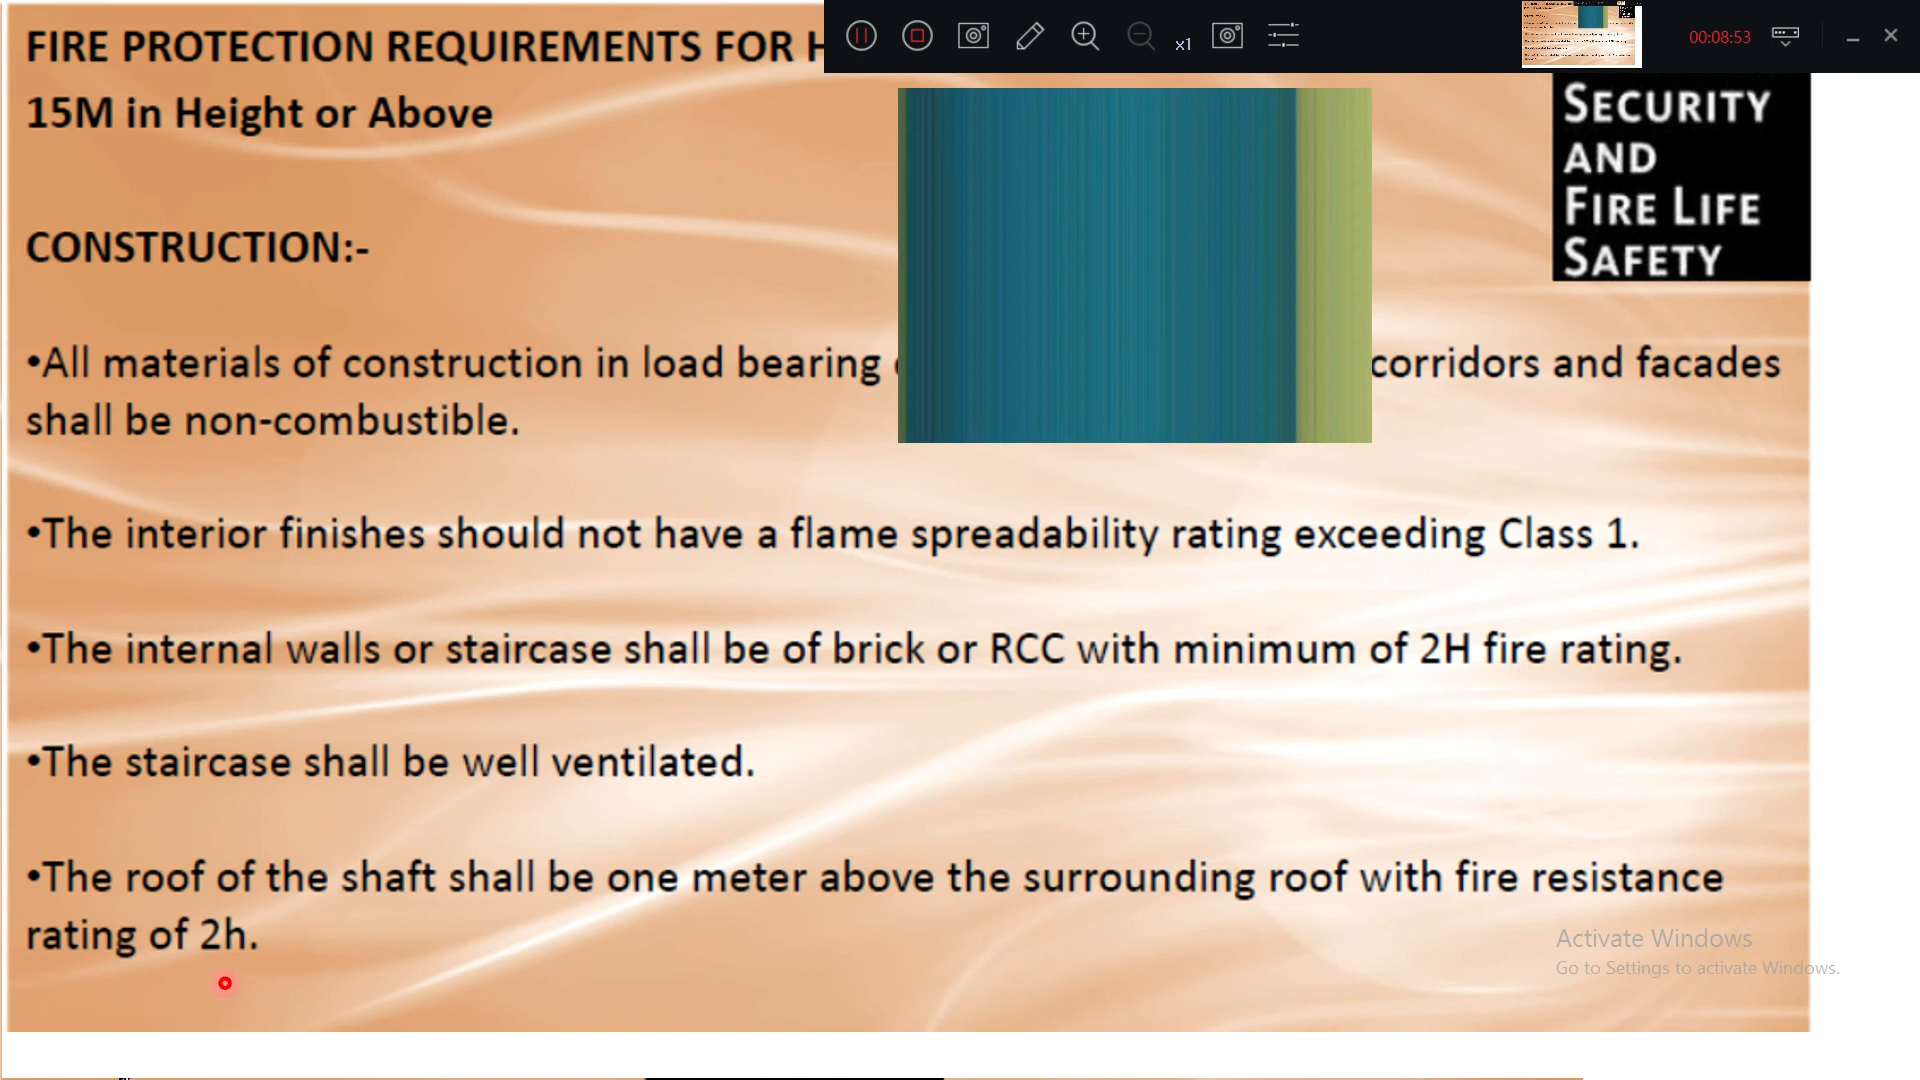 FIRE PROTECTION REQUIREMENTS FOR
15M in Height or Above
x1
00:08:53
SECURITY
AND
FIRE LIFE
SAFETY
CONSTRUCTION:-
•All materials of construction in load bearing corridors and facades
shall be non-combustible.
•The interior finishes should not have a flame spreadability rating exceeding Class 1.
•The internal walls or staircase shall be of brick or RCC with minimum of 2H fire rating.
•The staircase shall be well ventilated.
•The roof of the shaft shall be one meter above the surrounding roof with fire resistance
rating of 2h.
Activate Windows
Go to Settings to activate Windows.